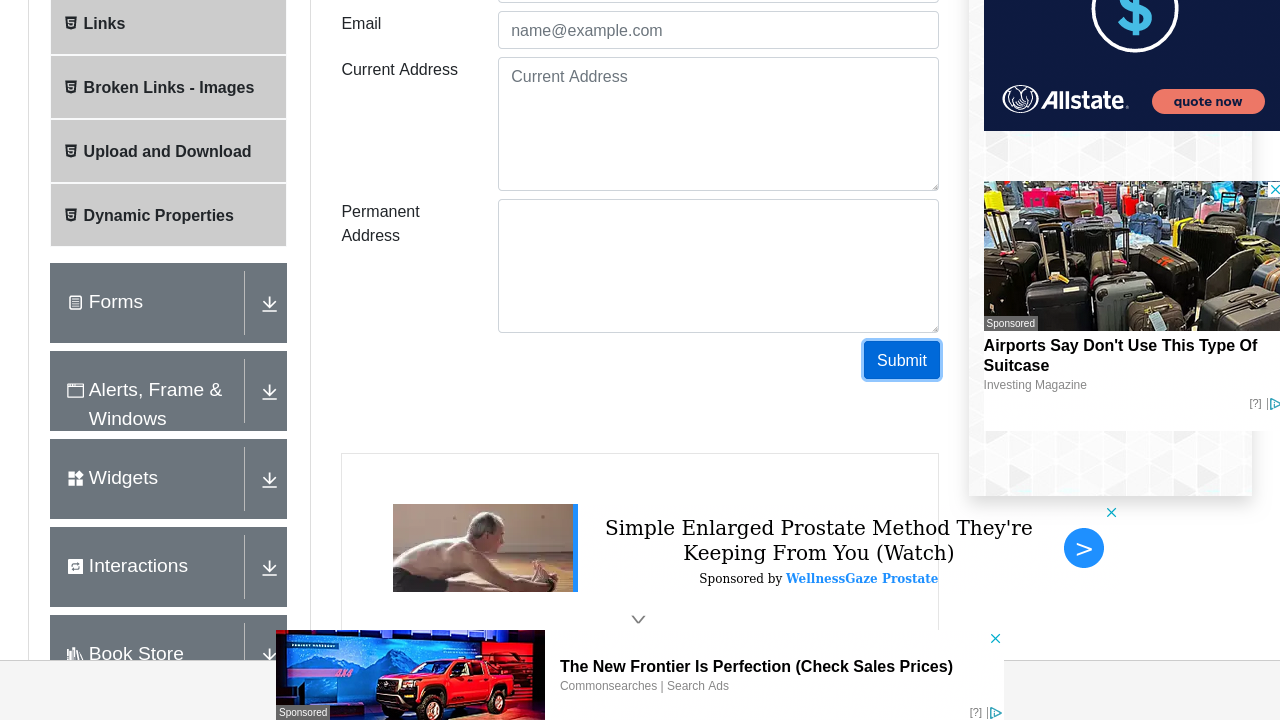 Links
Broken Links - Images
Upload and Download
Dynamic Properties
Forms
Alerts, Frame &
Windows
Widgets
Interactions
Book Store
Email
name@example.com
Current Address
Current Address
Permanent
Address
Submit
Simple Enlarged Prostate Method They're
Keeping From You (Watch)
Sponsored by WellnessGaze Prostate
>
$
Allstate
quote now
Sponsored
Airports Say Don't Use This Type Of
Suitcase
Investing Magazine
[?]
Sponsored
The New Frontier Is Perfection (Check Sales Prices)
Commonsearches | Search Ads
[?]